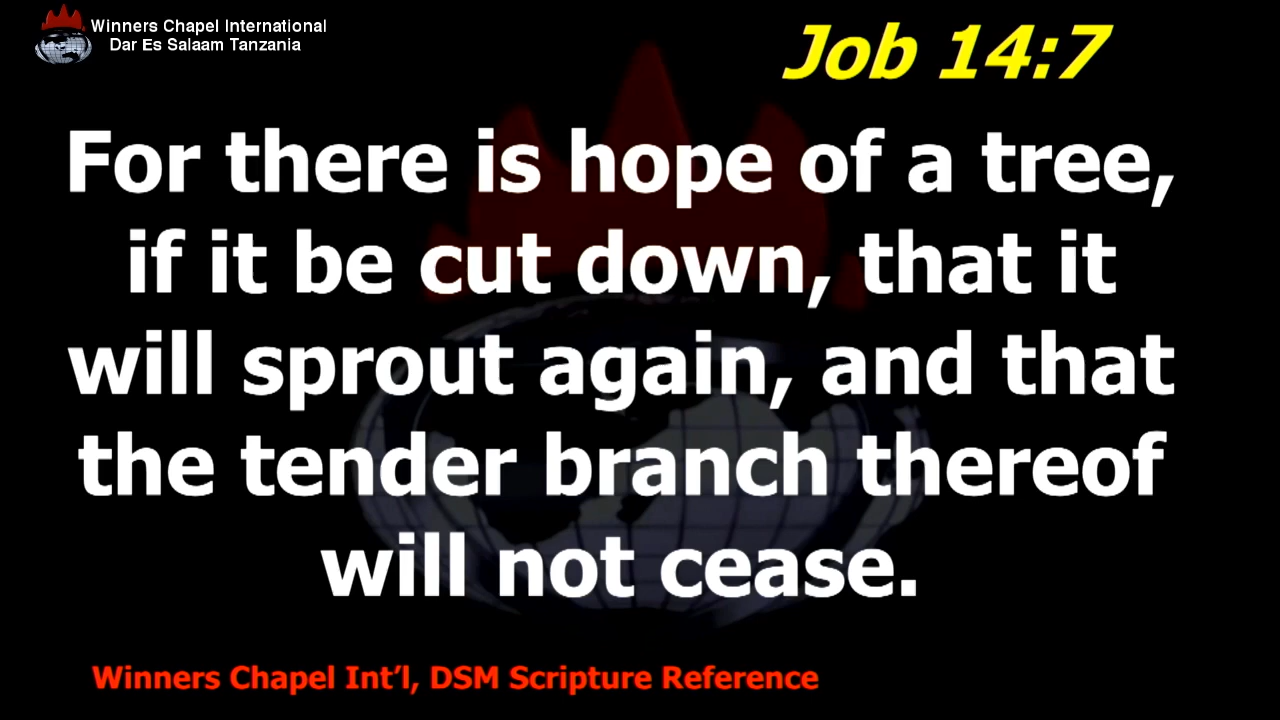 Winners Chapel International
Dar Es Salaam Tanzania
Job 14:7
For there is hope of a tree,
if it be cut down, that it
will sprout again, and that
the tender branch thereof
will not cease.
Winners Chapel Int’l, DSM Scripture Reference